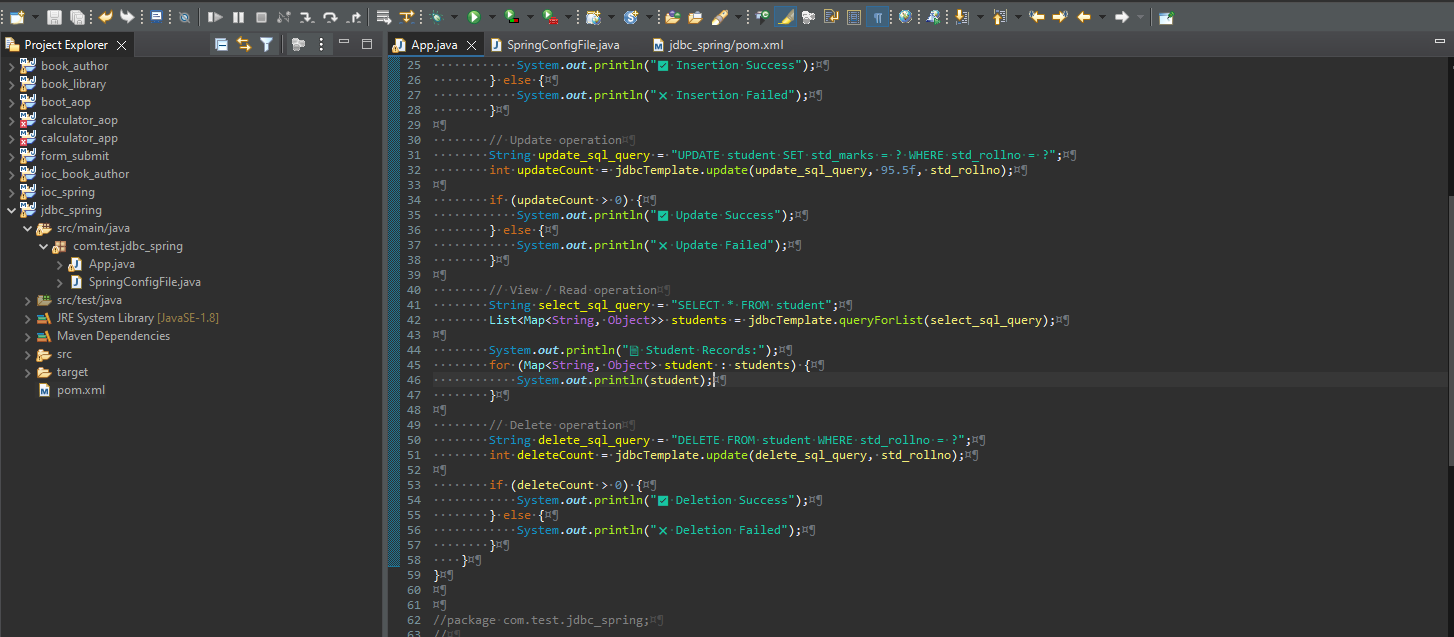 Project Explorer
book_author
book_library
boot_aop
calculator_aop
calculator_app
form_submit
ioc_book_author
ioc_spring
jdbc_spring
src/main/java
com.test.jdbc_spring
App.java
SpringConfigFile.java
src/test/java
JRE System Library [JavaSE-1.8]
Maven Dependencies
src
target
pom.xml
App.java SpringConfigFile.java jdbc_spring/pom.xml
25 System.out.println("✅ Insertion Success");
26 } else {
27 System.out.println("❌ Insertion Failed");
28 }
29
30 // Update operation
31 String update_sql_query = "UPDATE student SET std_marks = ? WHERE std_rollno = ?";
32 int updateCount = jdbcTemplate.update(update_sql_query, 95.5f, std_rollno);
33
34 if (updateCount > 0) {
35 System.out.println("✅ Update Success");
36 } else {
37 System.out.println("❌ Update Failed");
38 }
39
40 // View / Read operation
41 String select_sql_query = "SELECT * FROM student";
42 List<Map<String, Object>> students = jdbcTemplate.queryForList(select_sql_query);
43
44 System.out.println("📄 Student Records:");
45 for (Map<String, Object> student : students) {
46 System.out.println(student);
47 }
48
49 // Delete operation
50 String delete_sql_query = "DELETE FROM student WHERE std_rollno = ?";
51 int deleteCount = jdbcTemplate.update(delete_sql_query, std_rollno);
52
53 if (deleteCount > 0) {
54 System.out.println("✅ Deletion Success");
55 } else {
56 System.out.println("❌ Deletion Failed");
57 }
58 }
59 }
60
61
62 //package com.test.jdbc_spring;
63 //